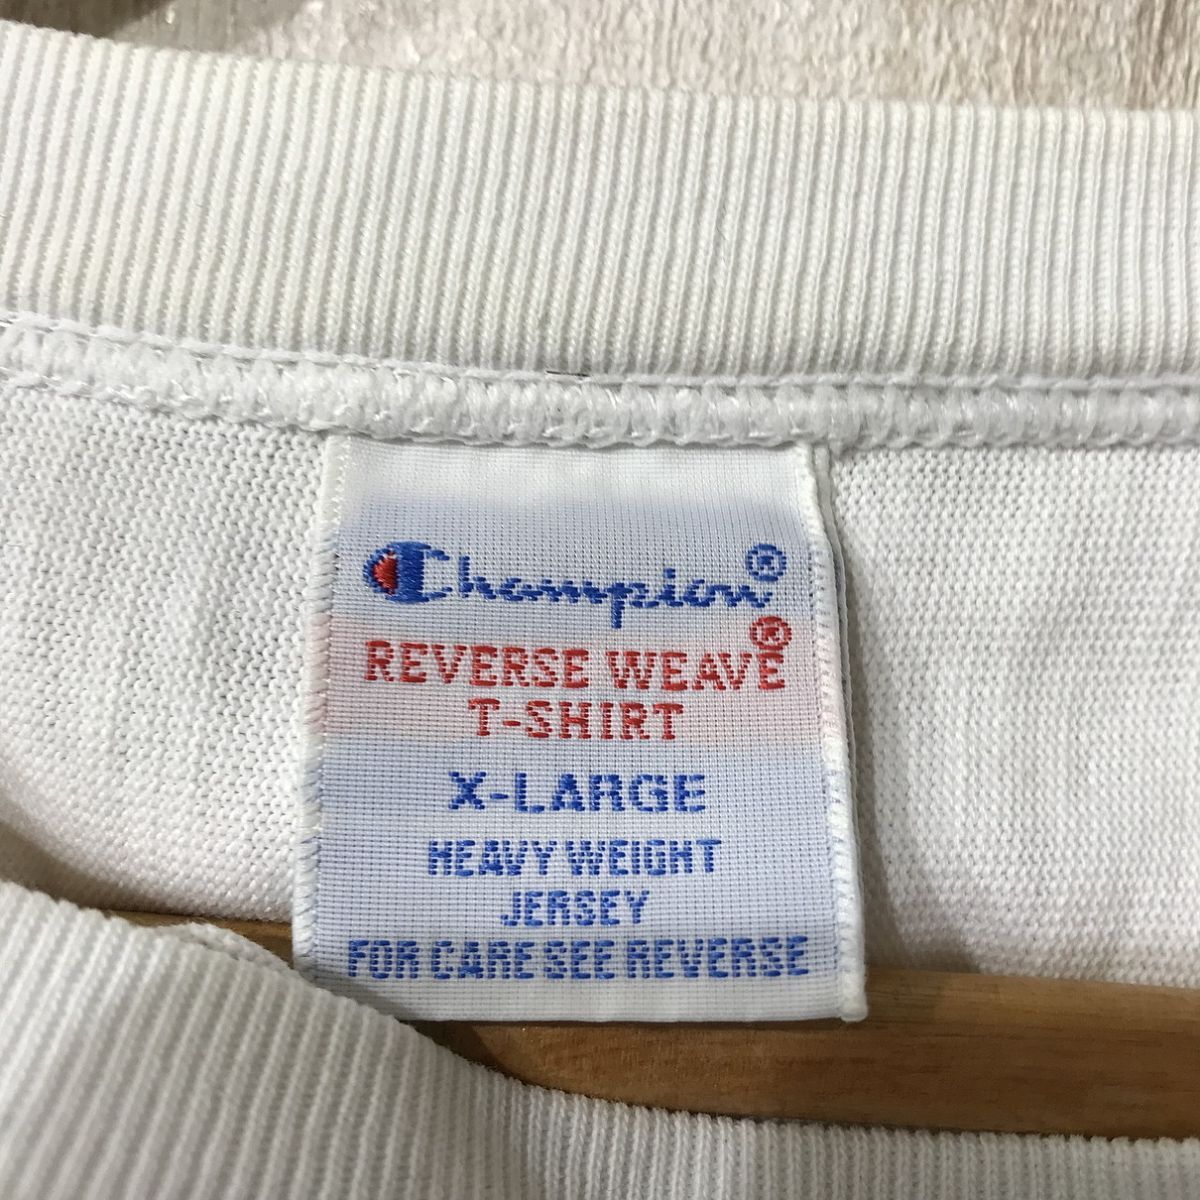 Champion®
REVERSE WEAVE®
T-SHIRT
X-LARGE
HEAVY WEIGHT
JERSEY
FOR CARE SEE REVERSE